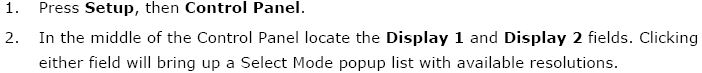 1. Press Setup, then Control Panel.
2. In the middle of the Control Panel locate the Display 1 and Display 2 fields. Clicking
either field will bring up a Select Mode popup list with available resolutions.